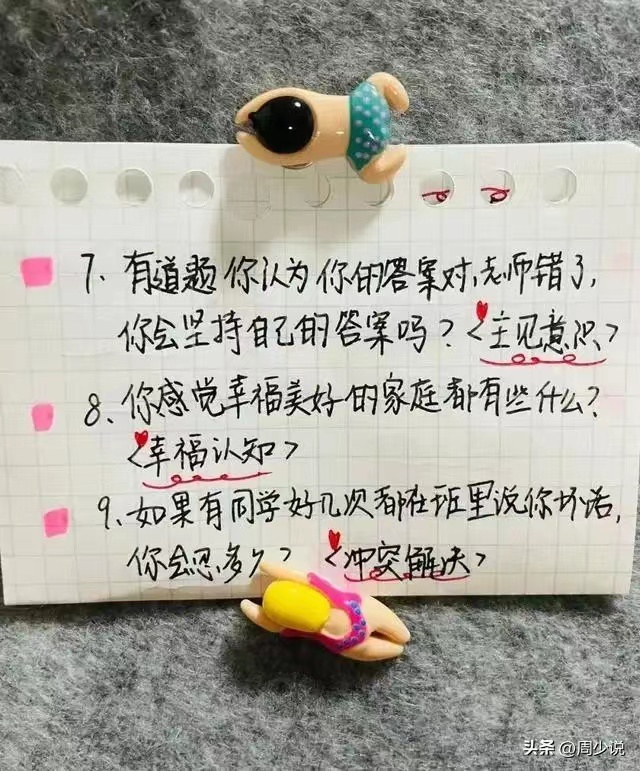 7、有道题你认为你的答案对,老师错了,
你会坚持自己的答案吗?<主见意识>
8、你感觉幸福美好的家庭都有些什么?
<幸福认知>
9、如果有同学好几次都在班里说你坏话,
你会忍多久? <冲突解决>
头条 @周少说